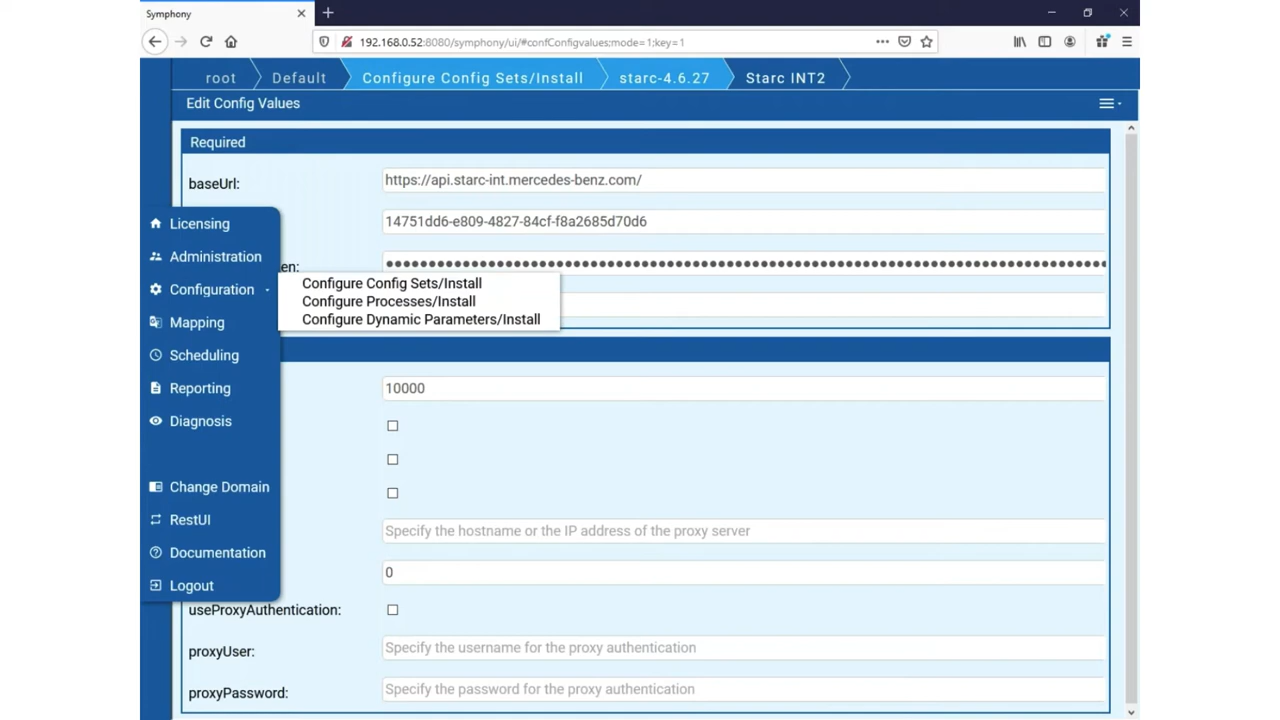 Symphony
192.168.0.52:8080/symphony/ui/#confConfigvalues;mode=1;key=1
root Default Configure Config Sets/Install starc-4.6.27 Starc INT2
Edit Config Values
Required
baseUrl: https://api.starc-int.mercedes-benz.com/
14751dd6-e809-4827-84cf-f8a2685d70d6
en: ••••••••••••••••••••••••••••••••••••••••••••••••••••••••••••••••••••••••••••••••••••••••
Licensing
Administration
Configuration
Configure Config Sets/Install
Configure Processes/Install
Configure Dynamic Parameters/Install
Mapping
Scheduling
Reporting
Diagnosis
Change Domain
RestUI
Documentation
Logout
10000
Specify the hostname or the IP address of the proxy server
0
useProxyAuthentication:
proxyUser: Specify the username for the proxy authentication
proxyPassword: Specify the password for the proxy authentication